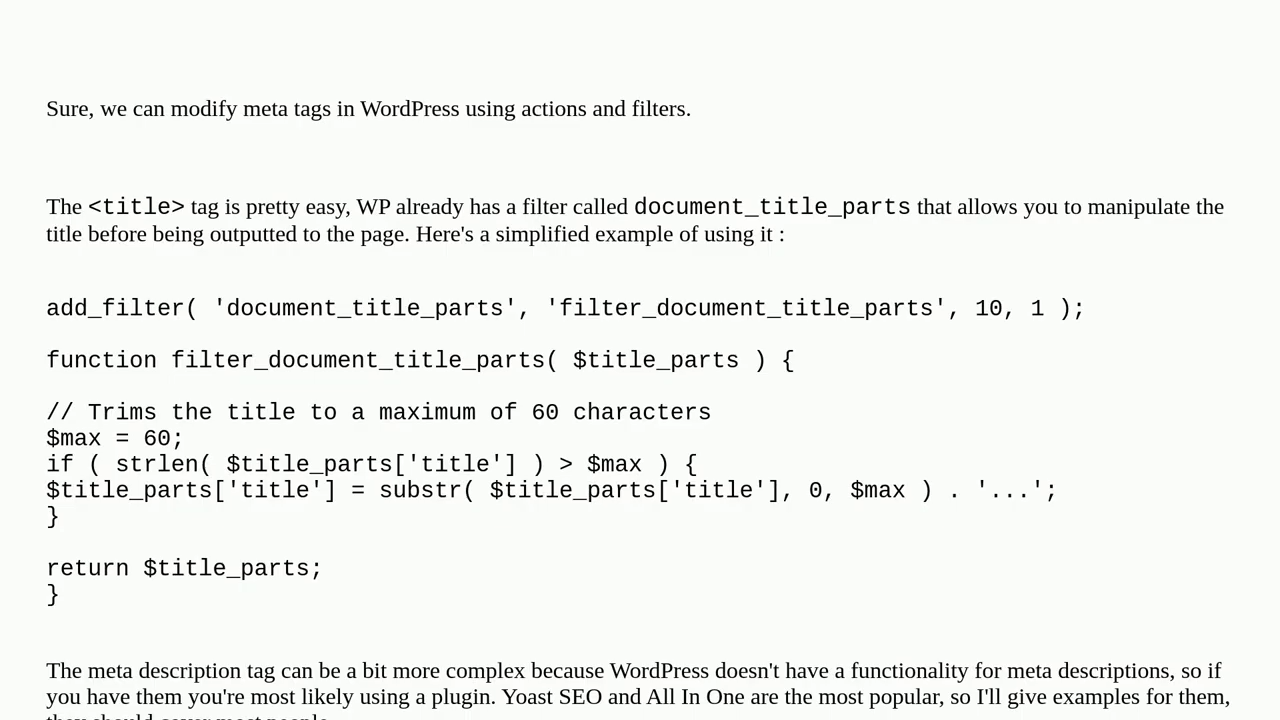 Sure, we can modify meta tags in WordPress using actions and filters.
The <title> tag is pretty easy, WP already has a filter called document_title_parts that allows you to manipulate the
title before being outputted to the page. Here's a simplified example of using it :
add_filter( 'document_title_parts', 'filter_document_title_parts', 10, 1 );
function filter_document_title_parts( $title_parts ) {
// Trims the title to a maximum of 60 characters
$max = 60;
if ( strlen( $title_parts['title'] ) > $max ) {
$title_parts['title'] = substr( $title_parts['title'], 0, $max ) . '...';
}
return $title_parts;
}
The meta description tag can be a bit more complex because WordPress doesn't have a functionality for meta descriptions, so if
you have them you're most likely using a plugin. Yoast SEO and All In One are the most popular, so I'll give examples for them,